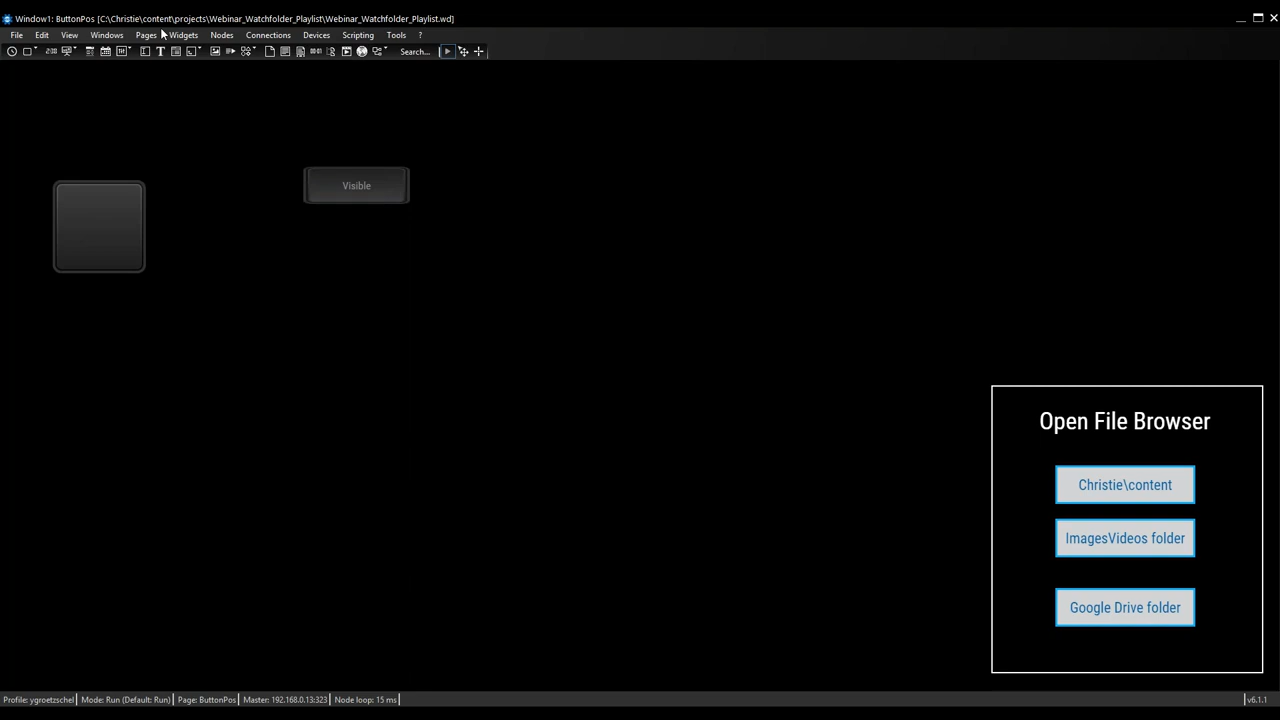 Window1: ButtonPos [C:\Christie\content\projects\Webinar_Watchfolder_Playlist\Webinar_Watchfolder_Playlist.wd]
File Edit View Windows Pages Widgets Nodes Connections Devices Scripting Tools ?
Search...
Visible
Open File Browser
Christie\content
ImagesVideos folder
Google Drive folder
Profile: ygroetzschel Mode: Run (Default: Run) Page: ButtonPos Master: 192.168.0.13:323 Node loop: 15 ms v6.1.1